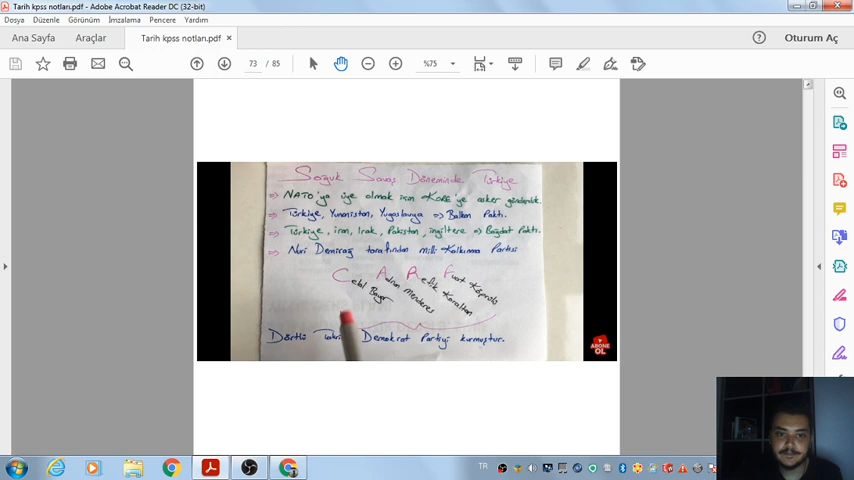 Tarih kpss notları.pdf - Adobe Acrobat Reader DC (32-bit)
Dosya Düzenle Görünüm İmzalama Pencere Yardım
Ana Sayfa Araçlar Tarih kpss notları.pdf × Oturum Aç
73 / 85 %75
Soğuk Savaş Döneminde Türkiye
⇒ NATO'ya üye olmak için Kore'ye asker gönderdik.
⇒ Türkiye, Yunanistan, Yugoslavya ⇒ Balkan Paktı.
⇒ Türkiye, iran, Irak, Pakistan, ingiltere ⇒ Bağdat Paktı.
⇒ Nuri Demirağ tarafından milli Kalkınma Partisi
Celal Bayar Adnan Menderes Refik Koraltan Fuat Köprülü
Dörtlü Demokrat Partiyi kurmuştur.
ABONE OL
TR